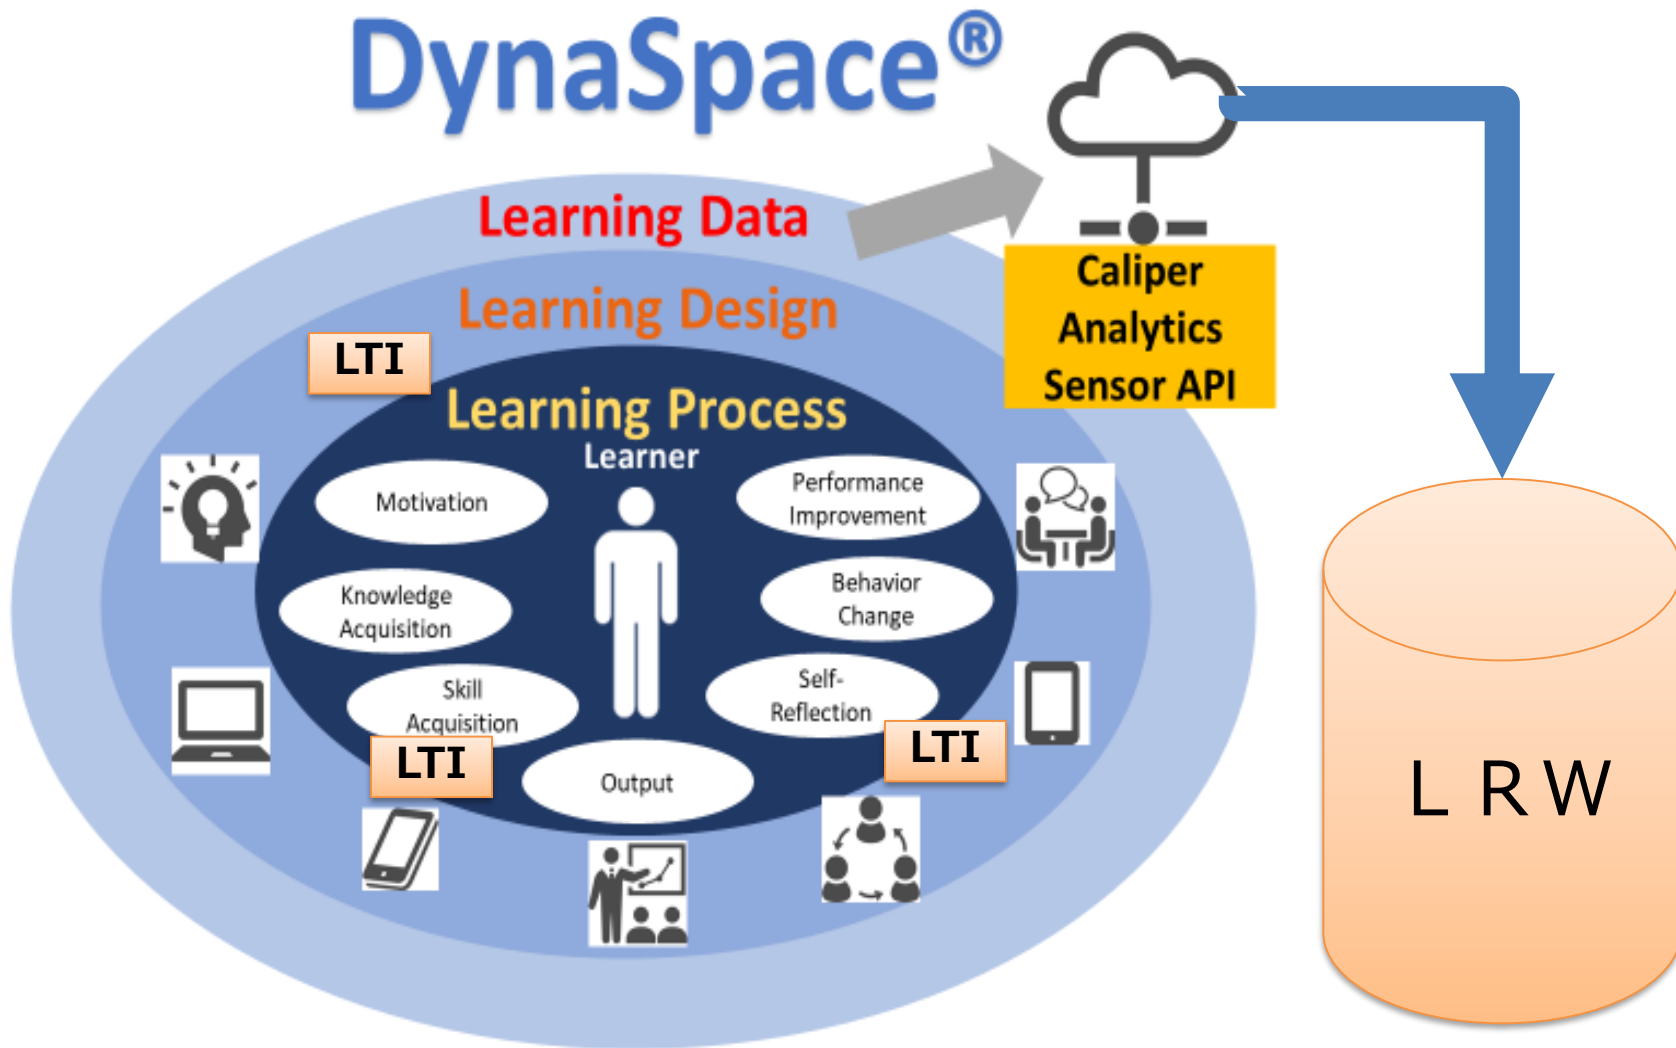 DynaSpace®
Learning Data
Learning Design
LTI
Learning Process
Learner
Motivation
Knowledge
Acquisition
Skill
Acquisition
LTI
Output
Performance
Improvement
Behavior
Change
Self-
Reflection
LTI
Caliper
Analytics
Sensor API
L R W